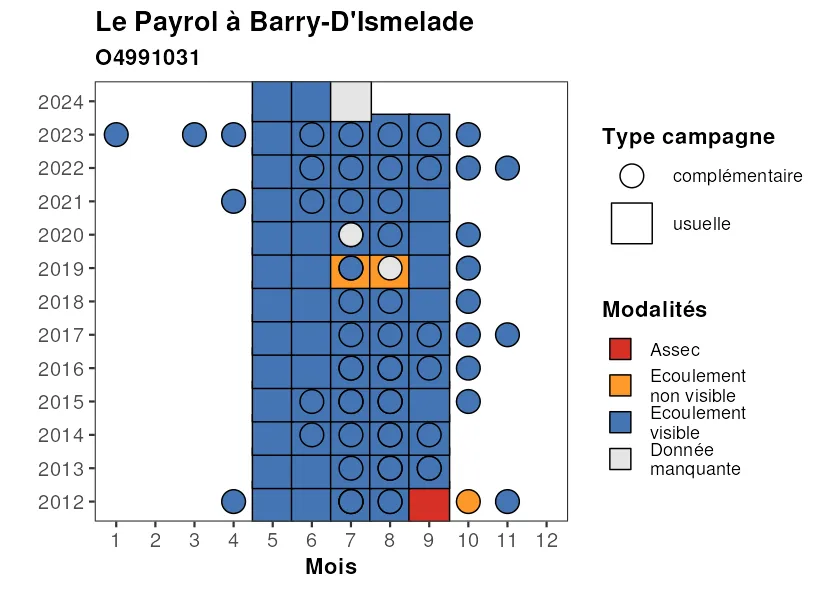 Le Payrol à Barry-D'Ismelade
O4991031
2024
2023
2022
2021
2020
2019
2018
2017
2016
2015
2014
2013
2012
1 2 3 4 5 6 7 8 9 10 11 12
Mois
Type campagne
complémentaire
usuelle
Modalités
Assec
Ecoulement
non visible
Ecoulement
visible
Donnée
manquante